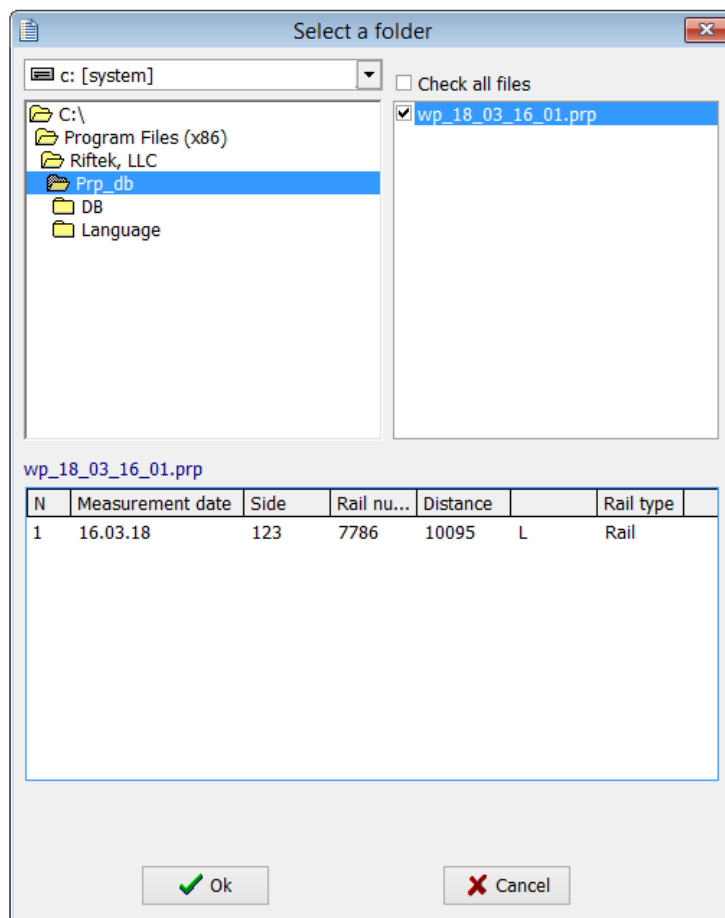 Select a folder
c: [system]
Check all files
C:\
Program Files (x86)
Riftek, LLC
Prp_db
DB
Language
wp_18_03_16_01.prp
wp_18_03_16_01.prp
N Measurement date Side Rail nu... Distance Rail type
1 16.03.18 123 7786 10095 L Rail
Ok Cancel